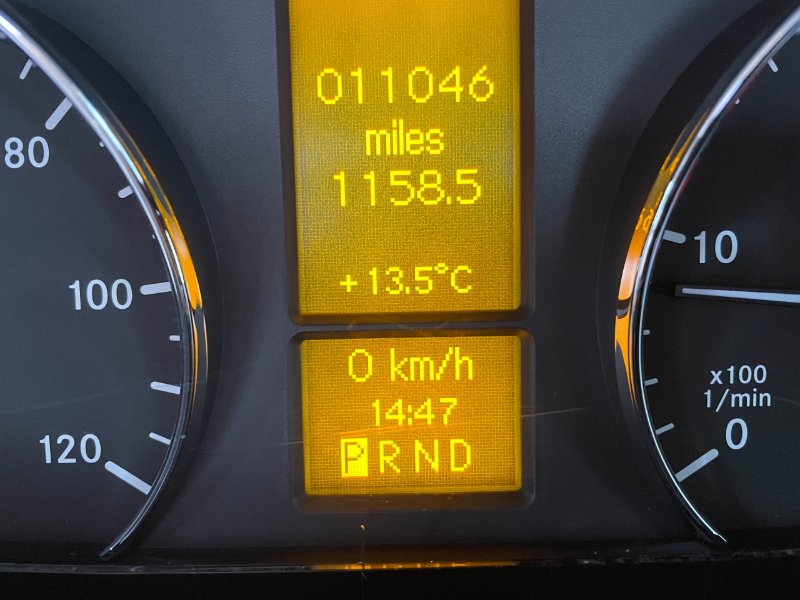 011046
miles
1158.5
+13.5°C
0 km/h
14:47
P R N D
80
100
120
10
x100
1/min
0